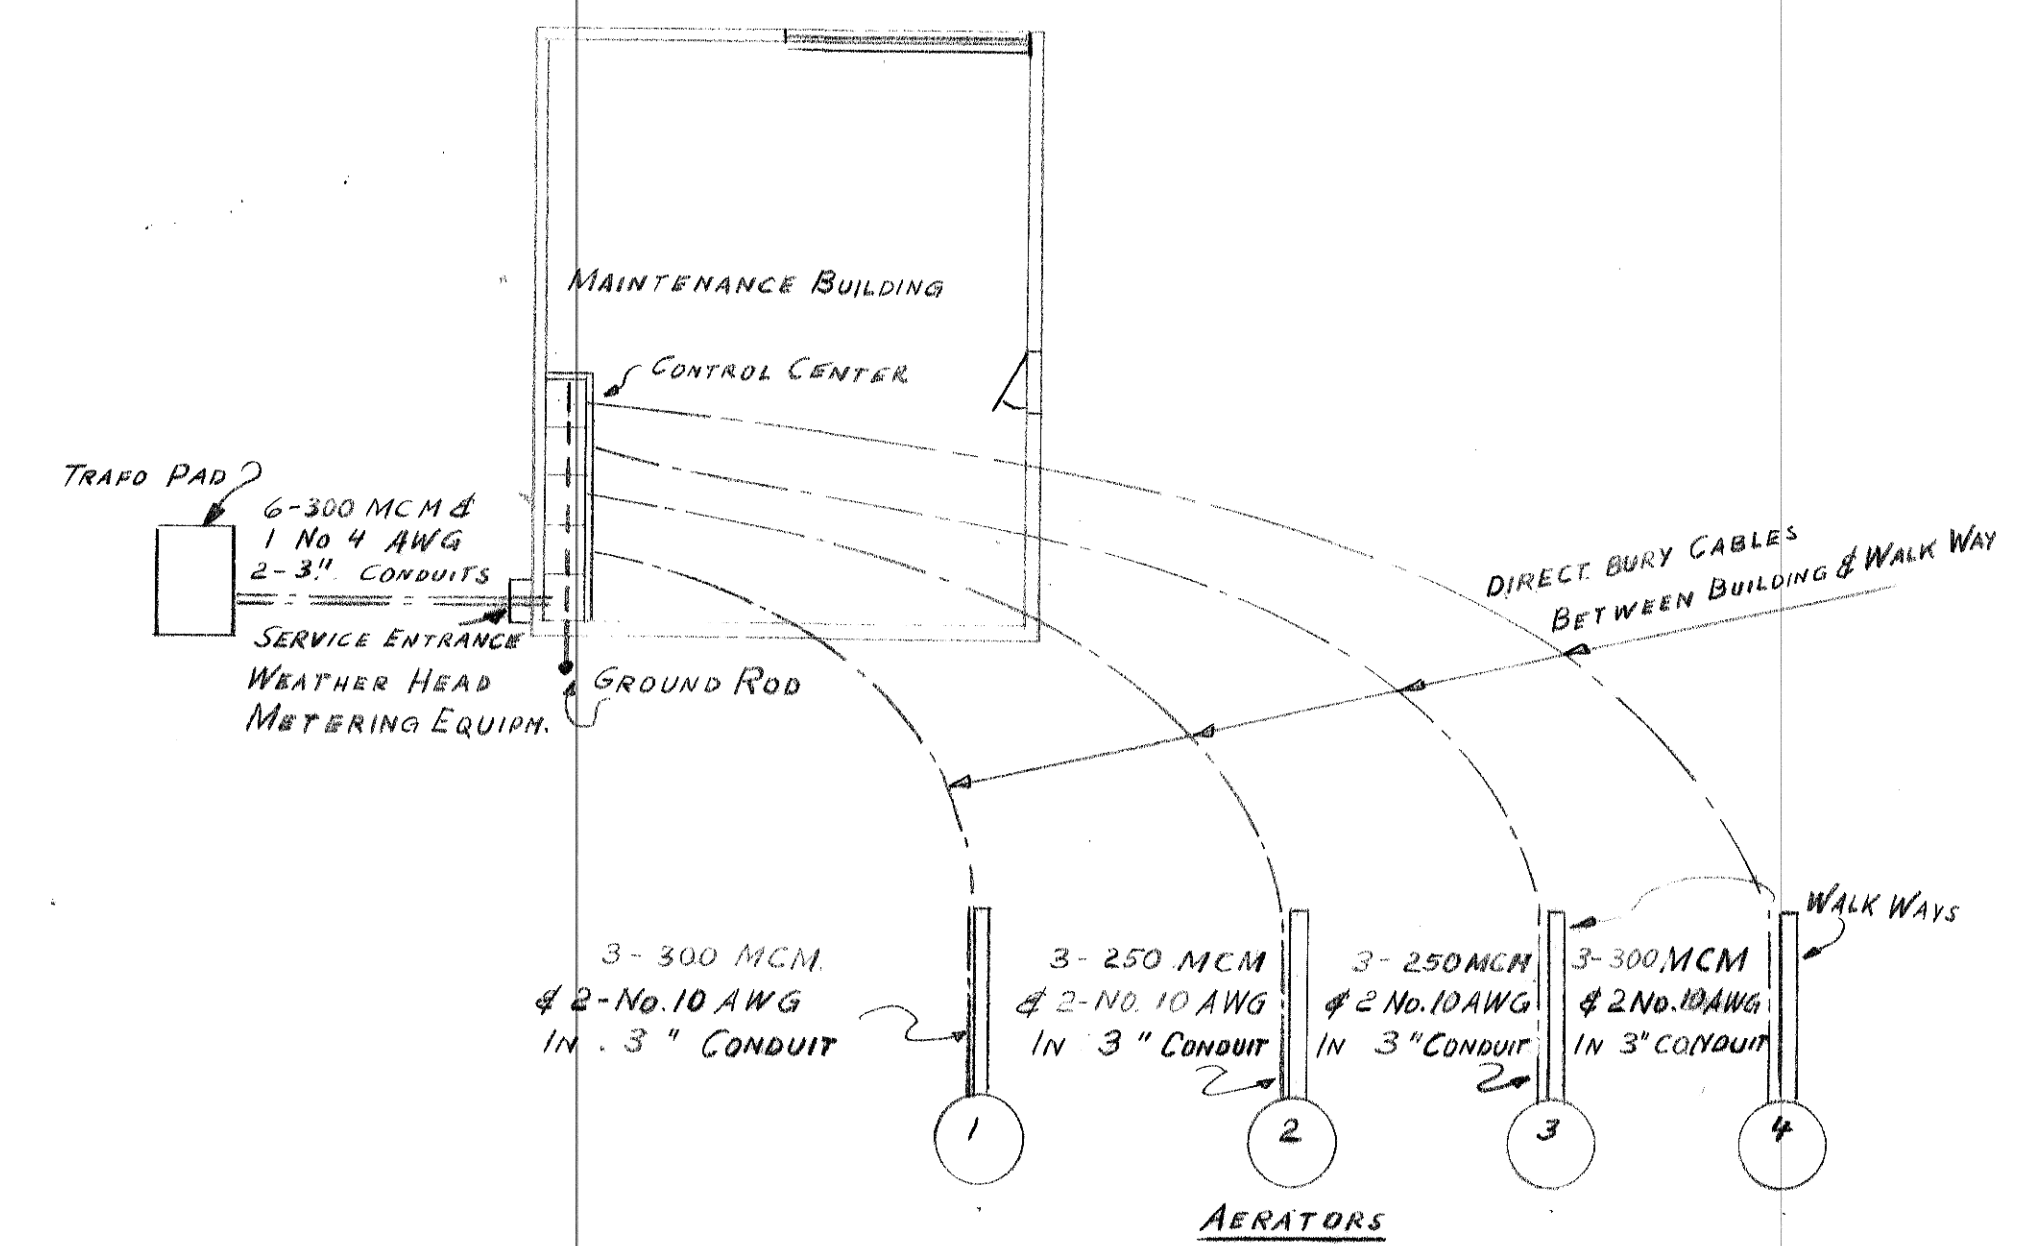 MAINTENANCE BUILDING
CONTROL CENTER
TRAFO PAD
6-300 MCM &
1 No 4 AWG
2-3" CONDUITS
SERVICE ENTRANCE
WEATHER HEAD
METERING EQUIPM.
GROUND ROD
DIRECT BURY CABLES
BETWEEN BUILDING & WALK WAY
WALK WAYS
3-300 MCM.
& 2-No. 10 AWG
IN . 3" CONDUIT
3-250 MCM
& 2-No. 10 AWG
IN 3" CONDUIT
3-250 MCM
& 2 No. 10 AWG
IN 3" CONDUIT
3-300 MCM
& 2 No. 10 AWG
IN 3" CONDUIT
1
2
3
4
AERATORS